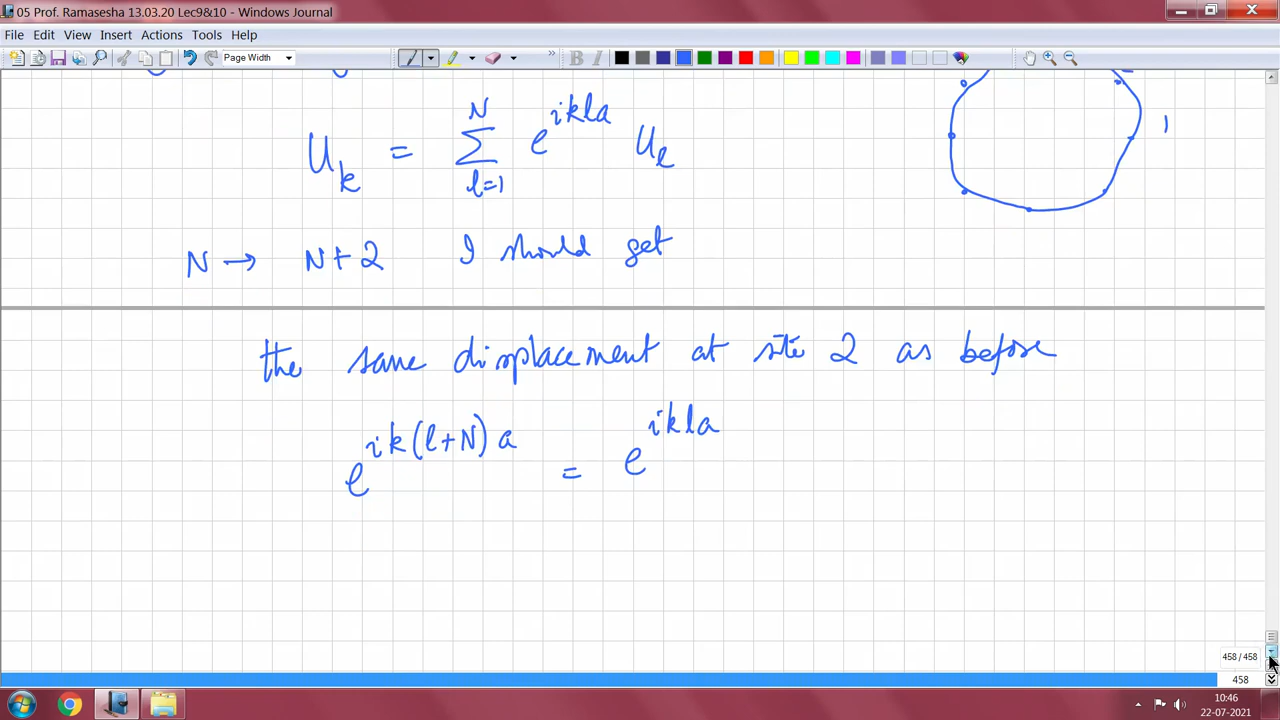 05 Prof. Ramasesha 13.03.20 Lec9&10 - Windows Journal
File Edit View Insert Actions Tools Help
Page Width
B I
U_k = Σ_{l=1}^{N} e^{ikla} U_l
1
N → N+2 I should get
the same displacement at site 2 as before
e^{ik(l+N)a} = e^{ikla}
458 / 458
458
10:46
22-07-2021